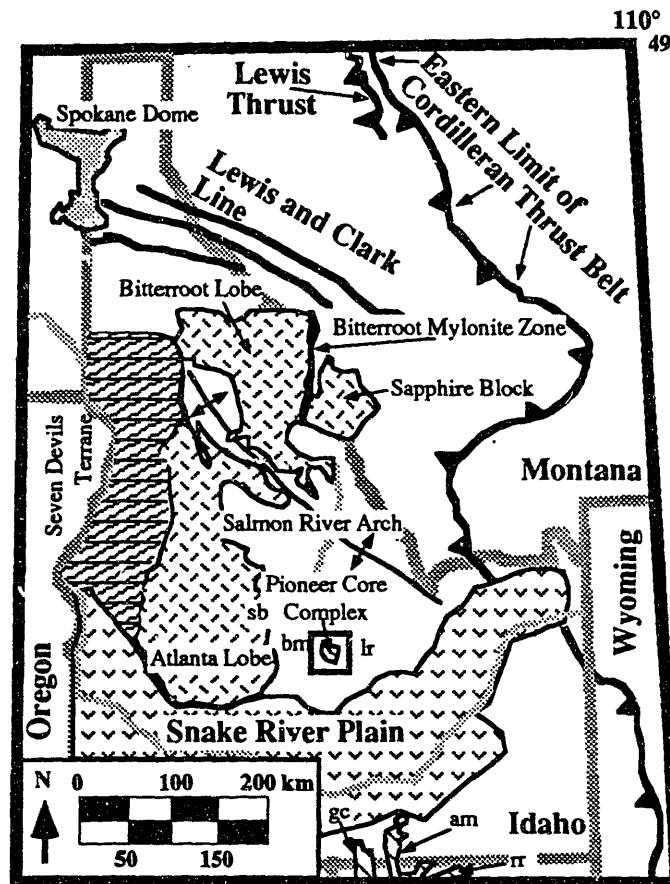 110°
49
Lewis
Thrust
Eastern Limit of
Cordilleran Thrust Belt
Spokane Dome
Lewis and Clark
Line
Bitterroot Lobe
Bitterroot Mylonite Zone
Sapphire Block
Seven Devils
Terrane
Montana
Salmon River Arch
Pioneer Core
Complex
sb
bm
lr
Wyoming
Atlanta Lobe
Oregon
Snake River Plain
N
0 100 200 km
50 150
gc
am
Idaho
rr